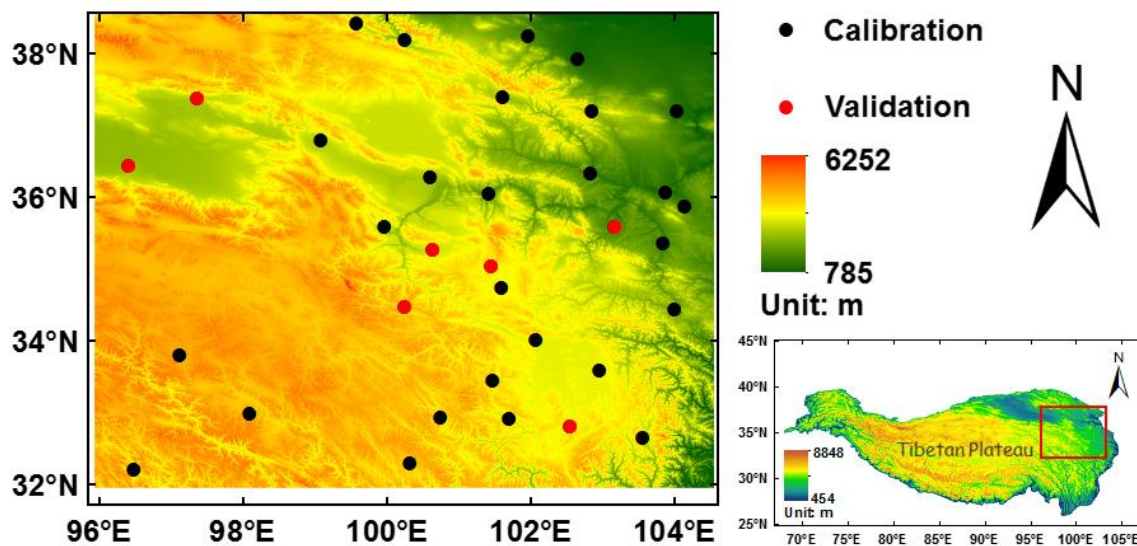 38°N
36°N
34°N
32°N
96°E 98°E 100°E 102°E 104°E
Calibration
Validation
6252
785
Unit: m
N
45°N
40°N
35°N
30°N
25°N
N
Tibetan Plateau
8848
454
Unit: m
70°E 75°E 80°E 85°E 90°E 95°E 100°E 105°E